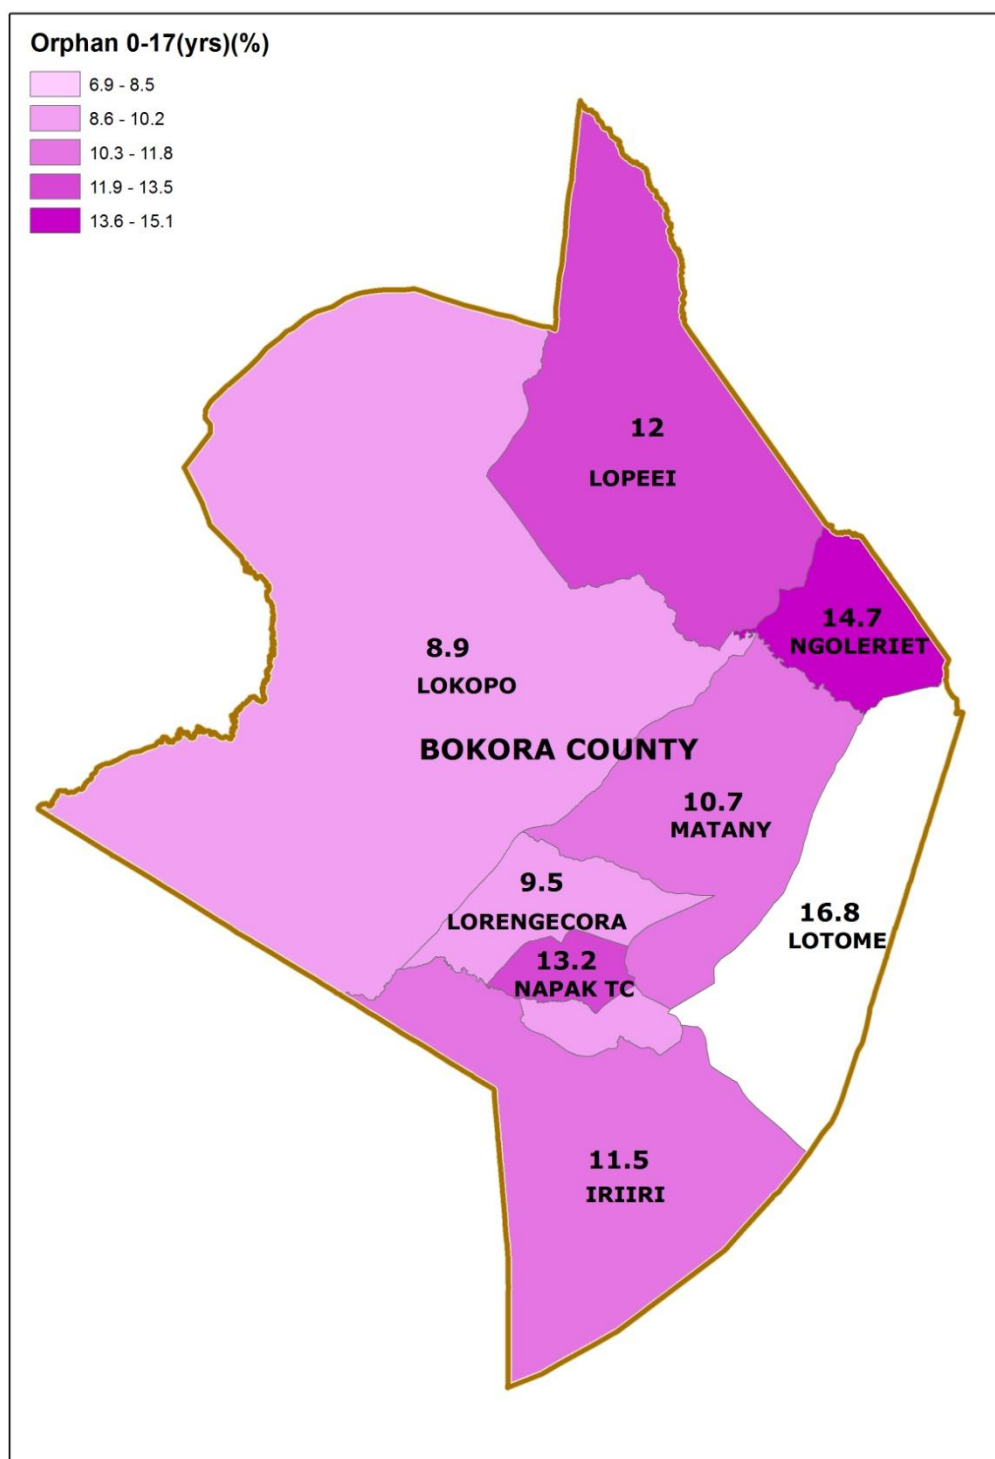 Orphan 0-17(yrs)(%)
6.9 - 8.5
8.6 - 10.2
10.3 - 11.8
11.9 - 13.5
13.6 - 15.1
12
LOPEEI
14.7
NGOLERIET
8.9
LOKOPO
BOKORA COUNTY
10.7
MATANY
9.5
LORENGECORA
16.8
LOTOME
13.2
NAPAK TC
11.5
IRIIRI